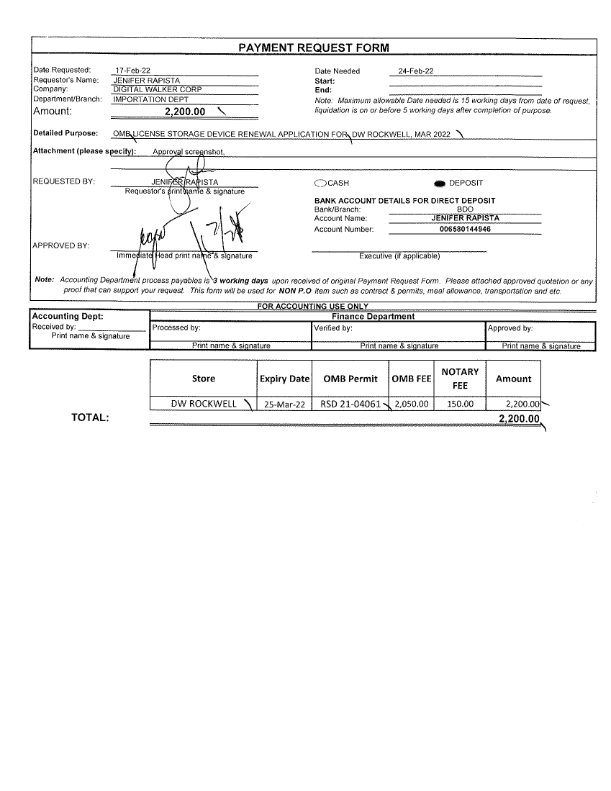 PAYMENT REQUEST FORM
Date Requested: 17-Feb-22 Date Needed 24-Feb-22
Requestor's Name: JENIFER RAPISTA Start:
Company: DIGITAL WALKER CORP End:
Department/Branch: IMPORTATION DEPT Note: Maximum allowable Date needed is 15 working days from date of request,
Amount: 2,200.00 liquidation is on or before 5 working days after completion of purpose.
Detailed Purpose: OMB LICENSE STORAGE DEVICE RENEWAL APPLICATION FOR DW ROCKWELL, MAR 2022
Attachment (please specify): Approval screenshot.
REQUESTED BY: JENIFER RAPISTA CASH DEPOSIT
Requestor's print name & signature
BANK ACCOUNT DETAILS FOR DIRECT DEPOSIT
Bank/Branch: BDO
Account Name: JENIFER RAPISTA
Account Number: 006580144946
APPROVED BY:
Immediate Head print name & signature Executive (if applicable)
Note: Accounting Department process payables is 3 working days upon received of original Payment Request Form. Please attached approved quotation or any
proof that can support your request. This form will be used for NON P.O item such as contract & permits, meal allowance, transportation and etc.
FOR ACCOUNTING USE ONLY
Accounting Dept: Finance Department
Received by: Processed by: Verified by: Approved by:
Print name & signature Print name & signature Print name & signature Print name & signature
Store Expiry Date OMB Permit OMB FEE NOTARY FEE Amount
DW ROCKWELL 25-Mar-22 RSD 21-04061 2,050.00 150.00 2,200.00
TOTAL: 2,200.00